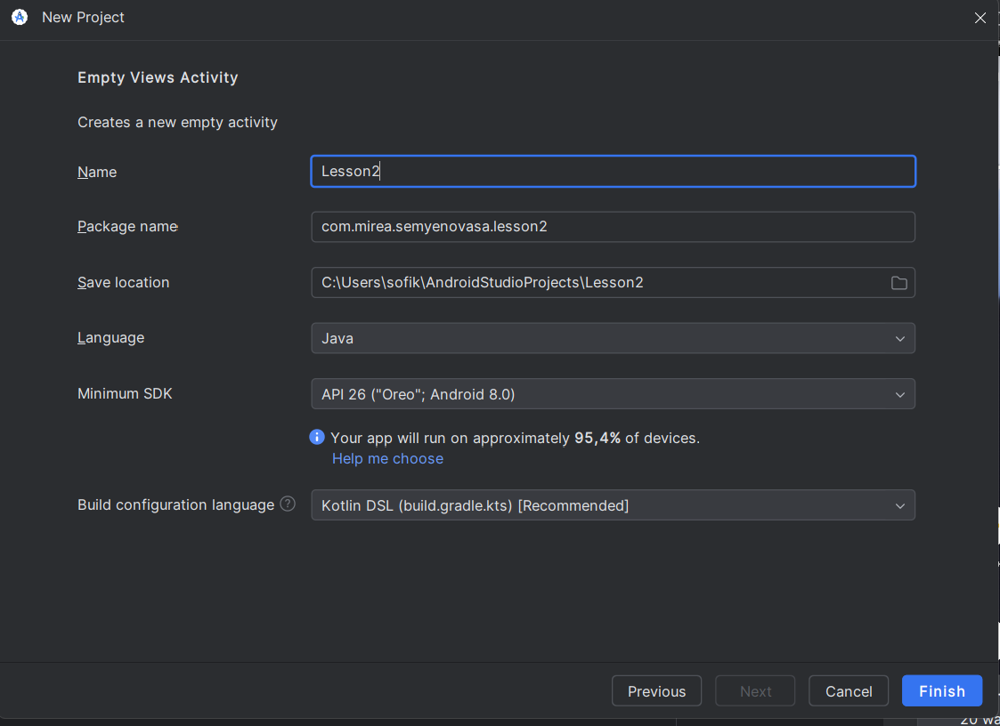 New Project
Empty Views Activity
Creates a new empty activity
Name
Lesson2
Package name
com.mirea.semyenovasa.lesson2
Save location
C:\Users\sofik\AndroidStudioProjects\Lesson2
Language
Java
Minimum SDK
API 26 ("Oreo"; Android 8.0)
Your app will run on approximately 95,4% of devices.
Help me choose
Build configuration language ?
Kotlin DSL (build.gradle.kts) [Recommended]
Previous
Next
Cancel
Finish
20